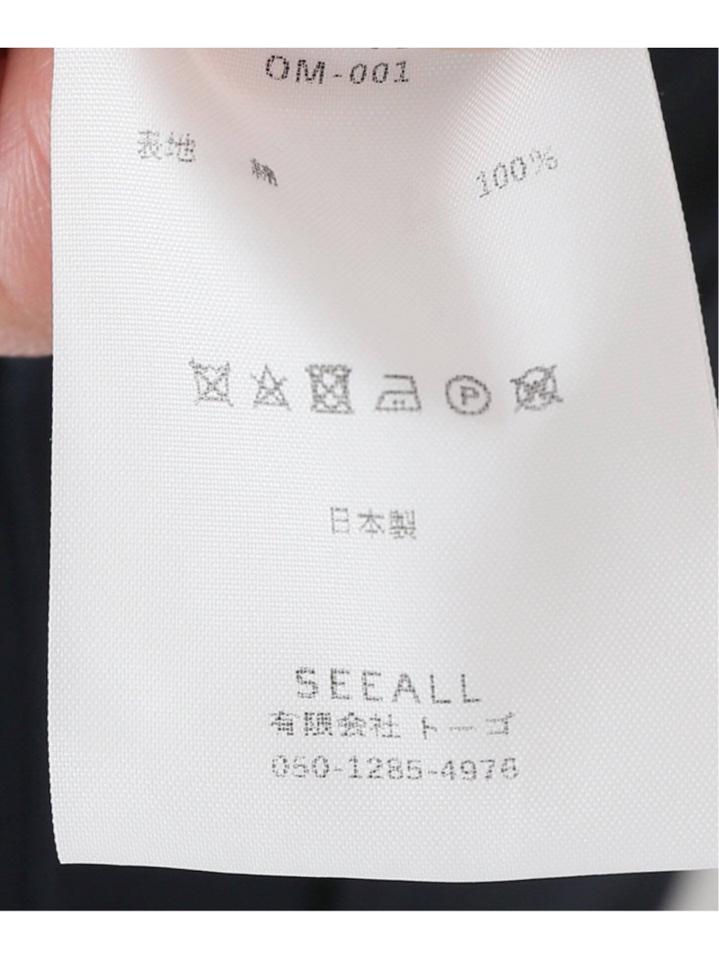 OM-001
表地 綿 100%
日本製
SEEALL
有限会社 トーゴ
050-1285-4976